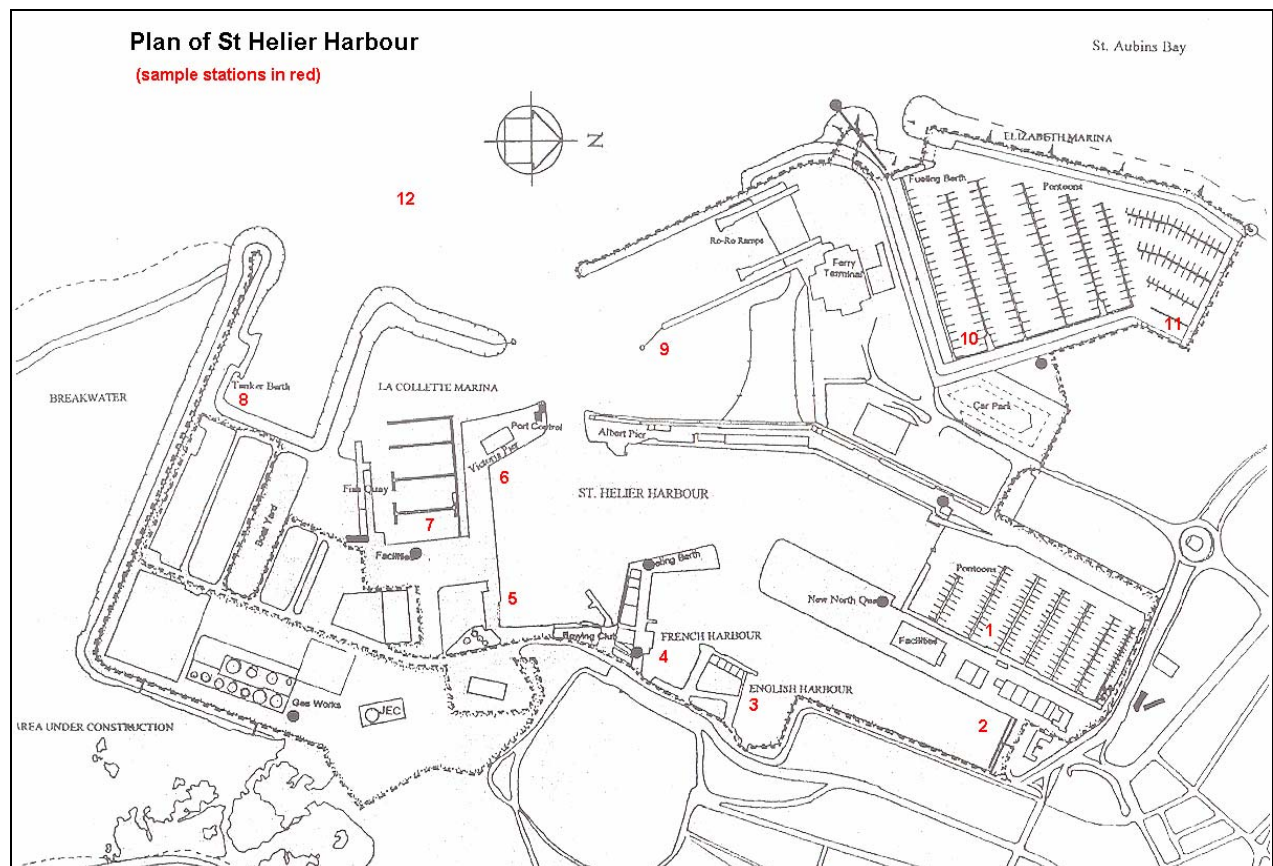 Plan of St Helier Harbour
(sample stations in red)
St. Aubins Bay
N
ELIZABETH MARINA
12
Fueling Berth
Pontoons
Ro-Ro Ramps
Ferry
Terminal
10
11
9
Tanker Berth
8
LA COLLETTE MARINA
BREAKWATER
Car Park
Port Control
Albert Pier
Victoria Pier
6
ST. HELIER HARBOUR
Fish Quay
7
Boat Yard
Facilities
Pontoons
5
New North Quay
1
Facilities
Rowing Club
FRENCH HARBOUR
4
ENGLISH HARBOUR
3
2
Gas Works
JEC
AREA UNDER CONSTRUCTION